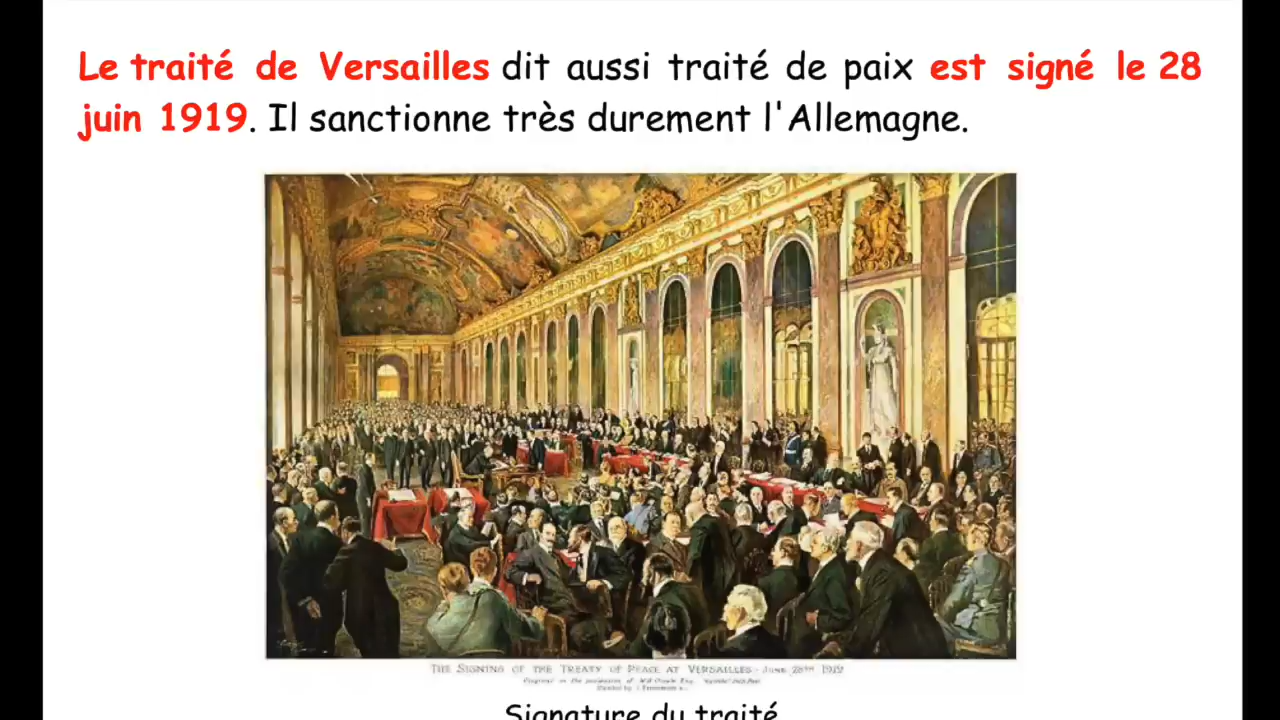 Le traité de Versailles dit aussi traité de paix est signé le 28
juin 1919. Il sanctionne très durement l'Allemagne.
THE SIGNING OF THE TREATY OF PEACE AT VERSAILLES - JUNE 28TH 1919
Signature du traité